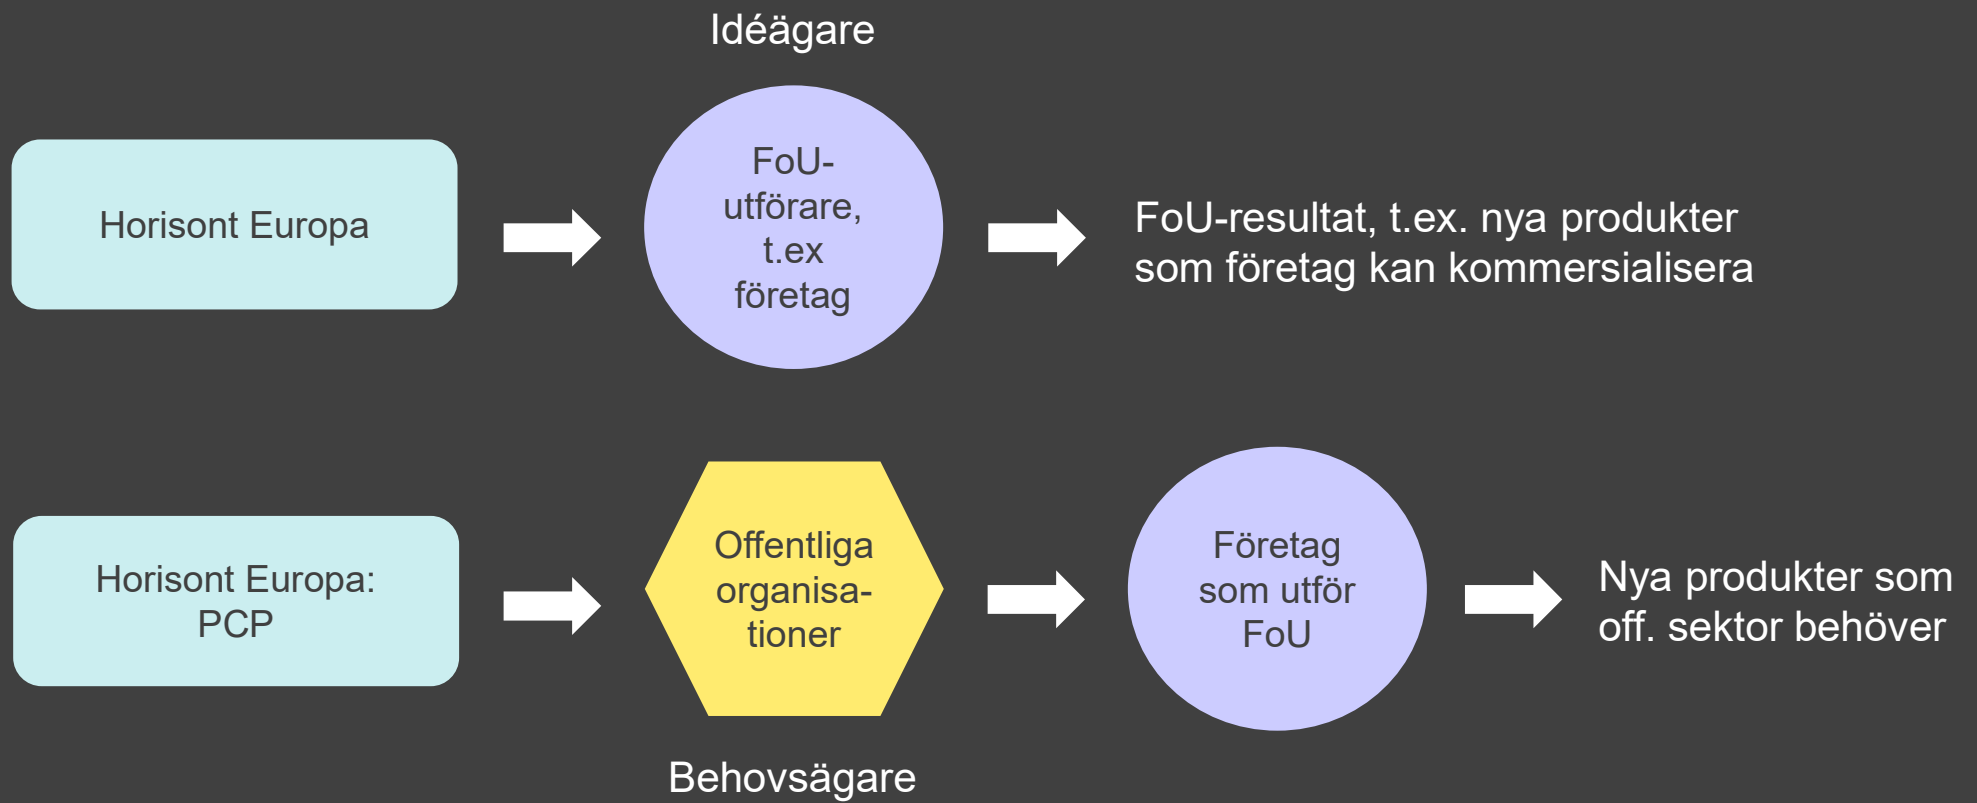 Idéägare
Horisont Europa
FoU-
utförare,
t.ex
företag
FoU-resultat, t.ex. nya produkter
som företag kan kommersialisera
Horisont Europa:
PCP
Offentliga
organisa-
tioner
Företag
som utför
FoU
Nya produkter som
off. sektor behöver
Behovsägare